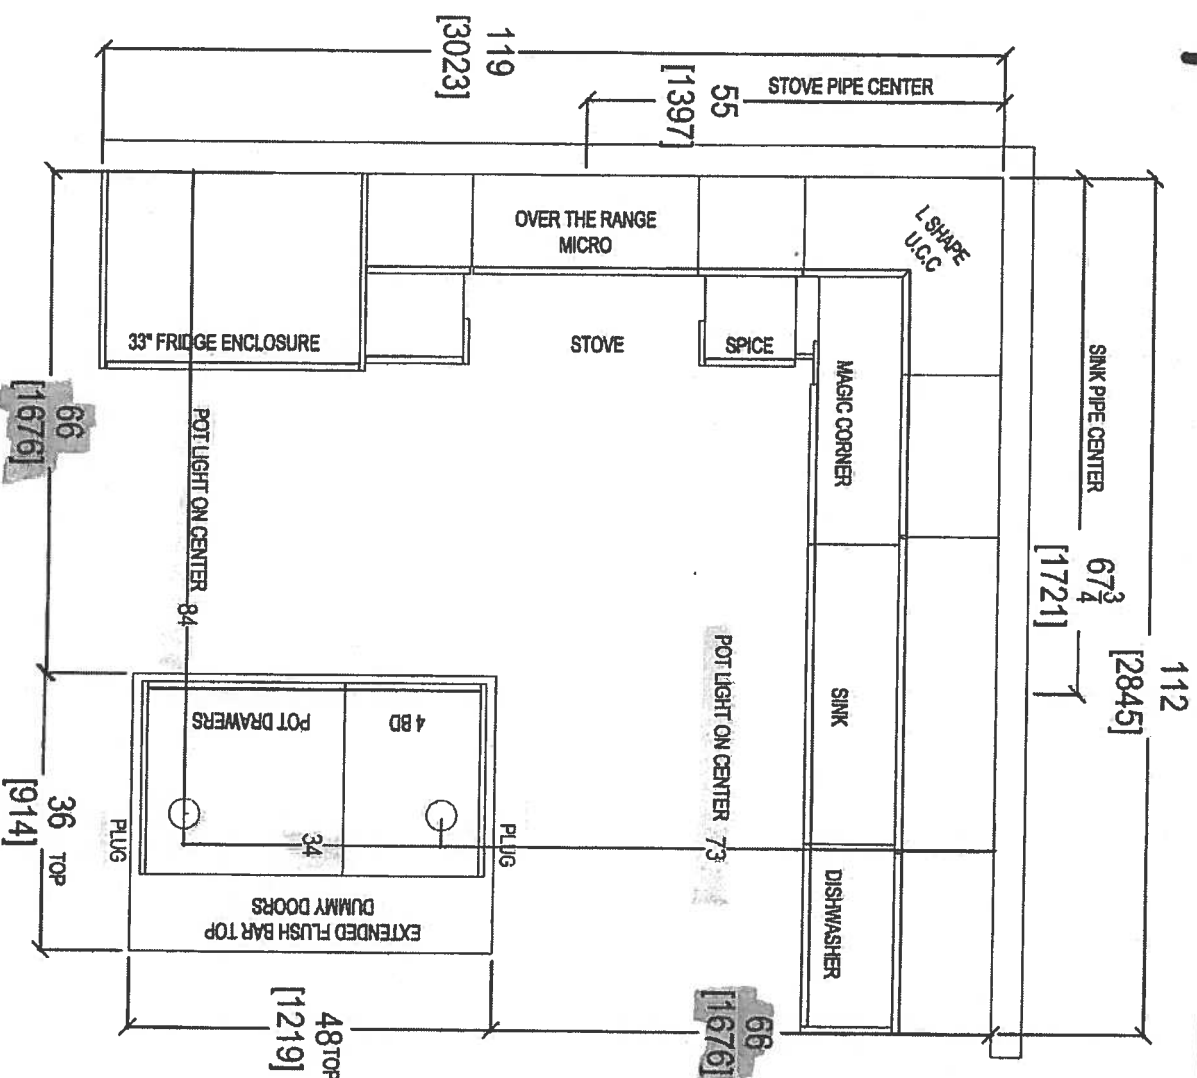 119
[3023]
55
[1397]
STOVE PIPE CENTER
OVER THE RANGE
MICRO
L SHAPE
U.C.C
33" FRIDGE ENCLOSURE
STOVE
SPICE
MAGIC CORNER
SINK PIPE CENTER
67 3/4
[1721]
112
[2845]
66
[1676]
POT LIGHT ON CENTER 84
POT LIGHT ON CENTER 73
SINK
DISHWASHER
POT DRAWERS
4 BD
34
PLUG
PLUG
36 TOP
[914]
EXTENDED FLUSH BAR TOP
DUMMY DOORS
48 TOP
[1219]
66
[1676]